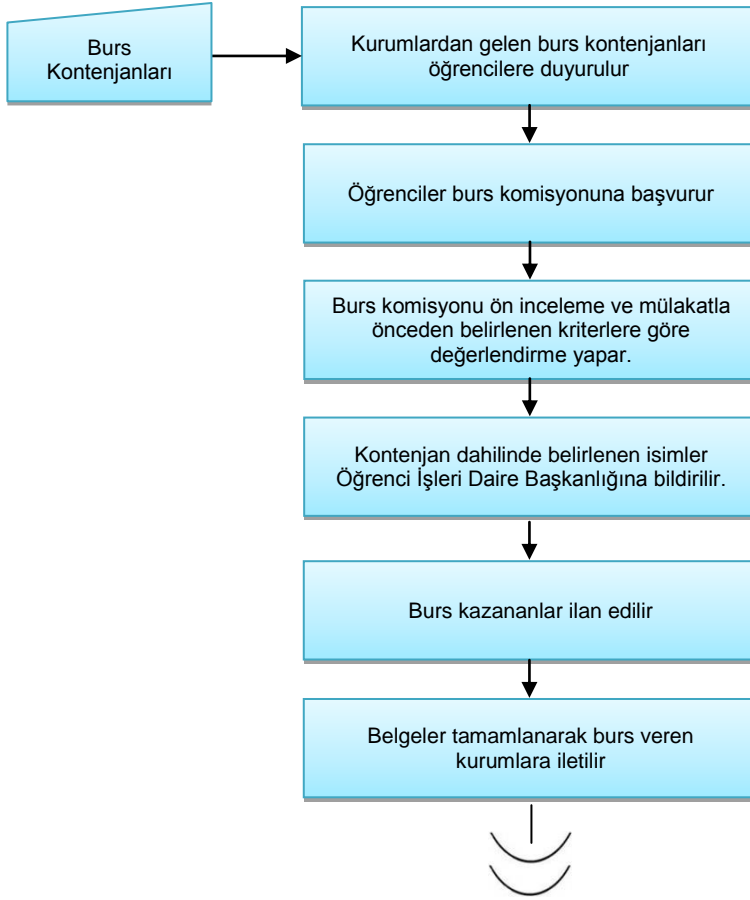 Burs
Kontenjanları
Kurumlardan gelen burs kontenjanları
öğrencilere duyurulur
Öğrenciler burs komisyonuna başvurur
Burs komisyonu ön inceleme ve mülakatla
önceden belirlenen kriterlere göre
değerlendirme yapar.
Kontenjan dahilinde belirlenen isimler
Öğrenci İşleri Daire Başkanlığına bildirilir.
Burs kazananlar ilan edilir
Belgeler tamamlanarak burs veren
kurumlara iletilir